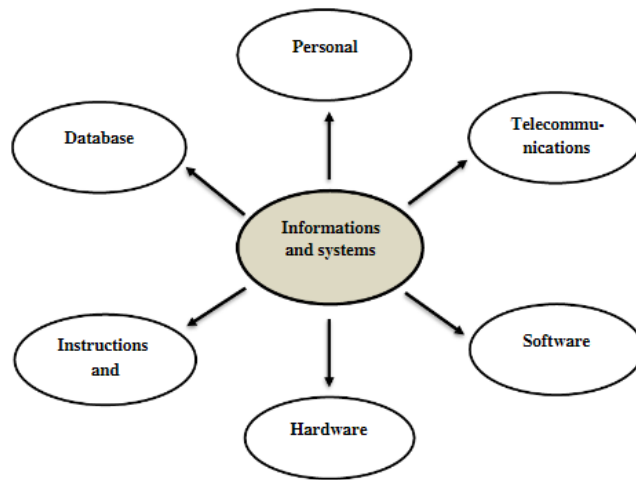 Personal
Database
Telecommu-
nications
Informations
and systems
Instructions
and
Software
Hardware